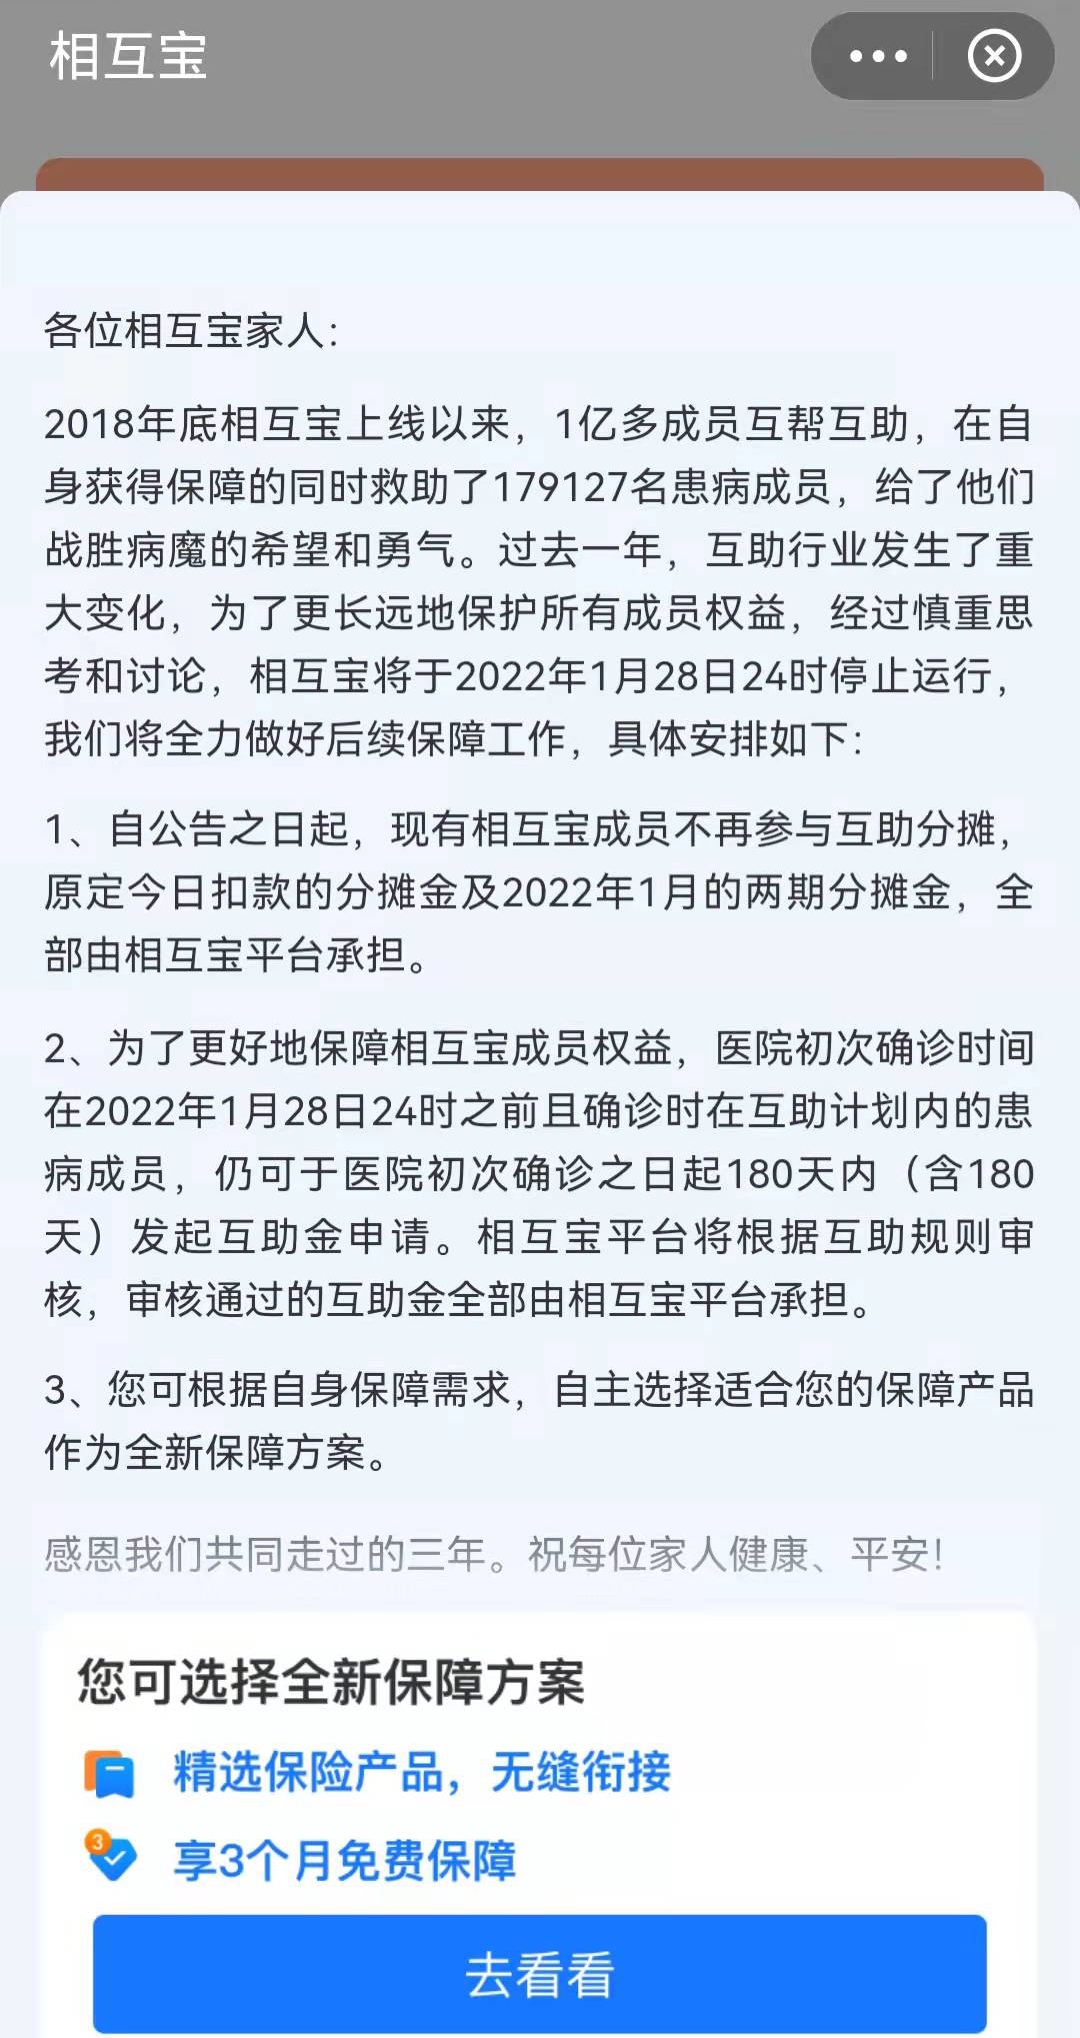 相互宝
各位相互宝家人:
2018年底相互宝上线以来，1亿多成员互帮互助，在自
身获得保障的同时救助了179127名患病成员，给了他们
战胜病魔的希望和勇气。过去一年，互助行业发生了重
大变化，为了更长远地保护所有成员权益，经过慎重思
考和讨论，相互宝将于2022年1月28日24时停止运行，
我们将全力做好后续保障工作，具体安排如下:
1、自公告之日起，现有相互宝成员不再参与互助分摊，
原定今日扣款的分摊金及2022年1月的两期分摊金，全
部由相互宝平台承担。
2、为了更好地保障相互宝成员权益，医院初次确诊时间
在2022年1月28日24时之前且确诊时在互助计划内的患
病成员，仍可于医院初次确诊之日起180天内（含180
天）发起互助金申请。相互宝平台将根据互助规则审
核，审核通过的互助金全部由相互宝平台承担。
3、您可根据自身保障需求，自主选择适合您的保障产品
作为全新保障方案。
感恩我们共同走过的三年。祝每位家人健康、平安!
您可选择全新保障方案
精选保险产品，无缝衔接
3
享3个月免费保障
去看看